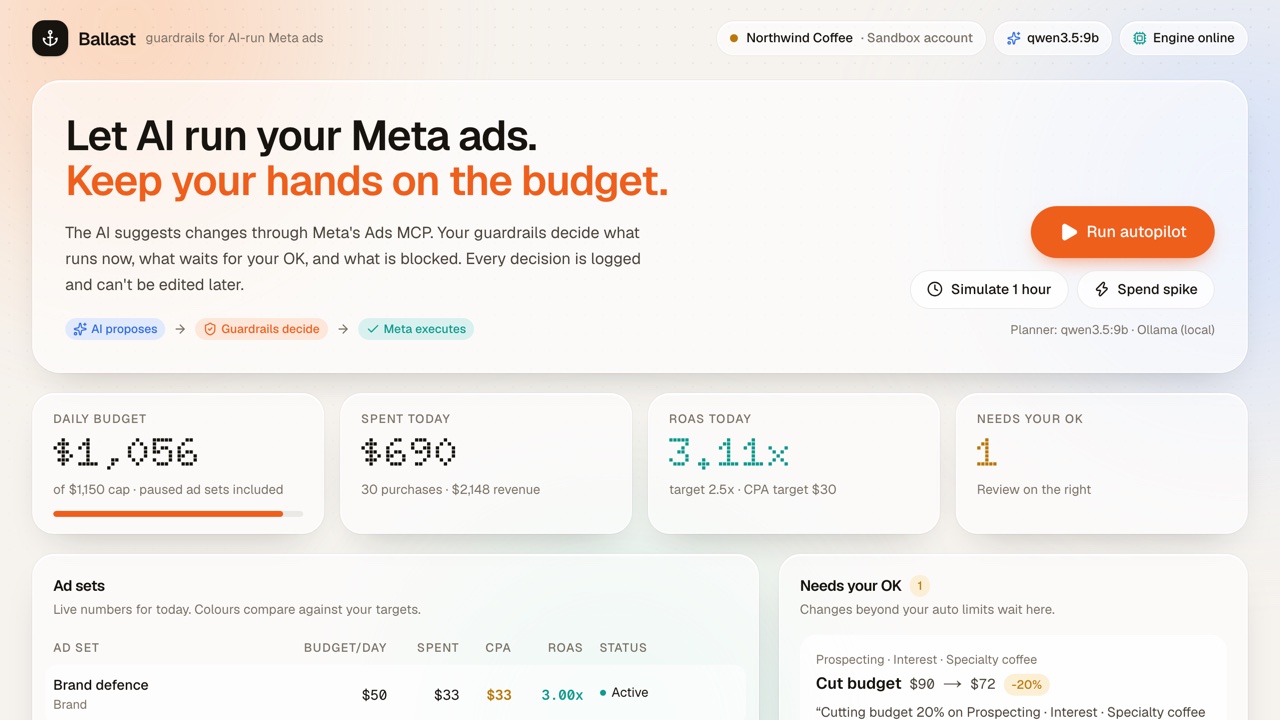 Ballast guardrails for AI-run Meta ads
Northwind Coffee · Sandbox account
qwen3.5:9b
Engine online
Let AI run your Meta ads.
Keep your hands on the budget.
The AI suggests changes through Meta's Ads MCP. Your guardrails decide what
runs now, what waits for your OK, and what is blocked. Every decision is logged
and can't be edited later.
AI proposes → Guardrails decide → Meta executes
Run autopilot
Simulate 1 hour
Spend spike
Planner: qwen3.5:9b · Ollama (local)
DAILY BUDGET
$1,056
of $1,150 cap · paused ad sets included
SPENT TODAY
$690
30 purchases · $2,148 revenue
ROAS TODAY
3.11x
target 2.5x · CPA target $30
NEEDS YOUR OK
1
Review on the right
Ad sets
Live numbers for today. Colours compare against your targets.
AD SET BUDGET/DAY SPENT CPA ROAS STATUS
Brand defence
Brand
$50 $33 $33 3.00x Active
Needs your OK 1
Changes beyond your auto limits wait here.
Prospecting · Interest · Specialty coffee
Cut budget $90 → $72 -20%
“Cutting budget 20% on Prospecting · Interest · Specialty coffee